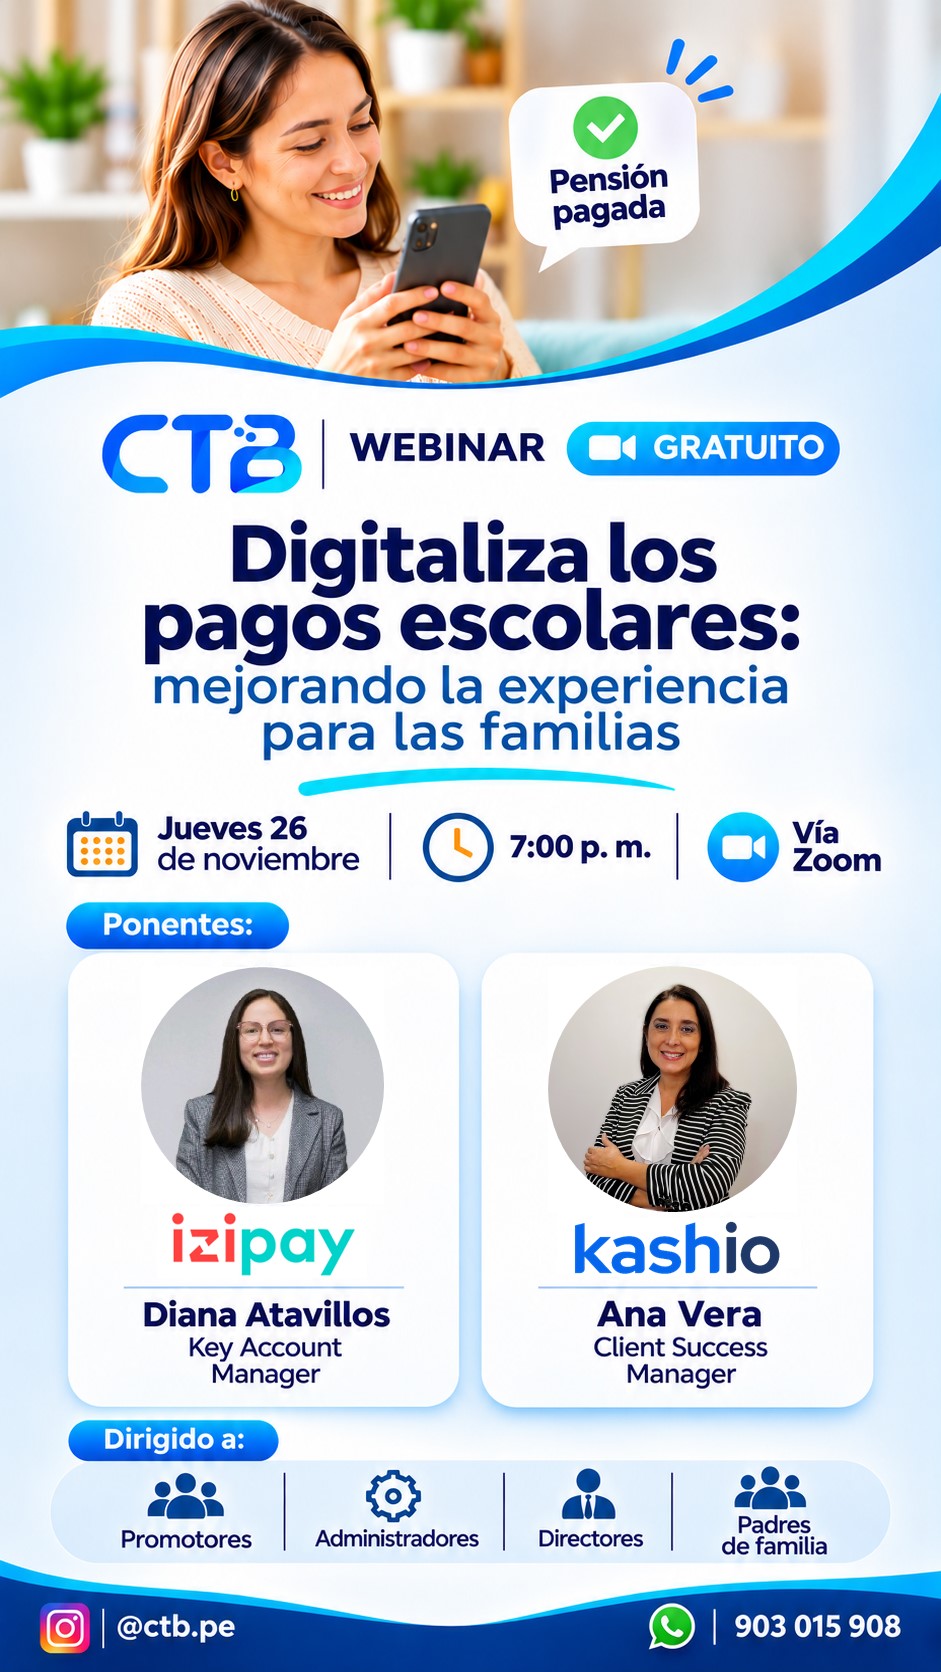 Pensión
pagada
CTB
WEBINAR
GRATUITO
Digitaliza los
pagos escolares:
mejorando la experiencia
para las familias
Jueves 26
de noviembre
7:00 p. m.
Vía
Zoom
Ponentes:
izipay
Diana Atavillos
Key Account
Manager
kashio
Ana Vera
Client Success
Manager
Dirigido a:
Promotores
Administradores
Directores
Padres
de familia
@ctb.pe
903 015 908